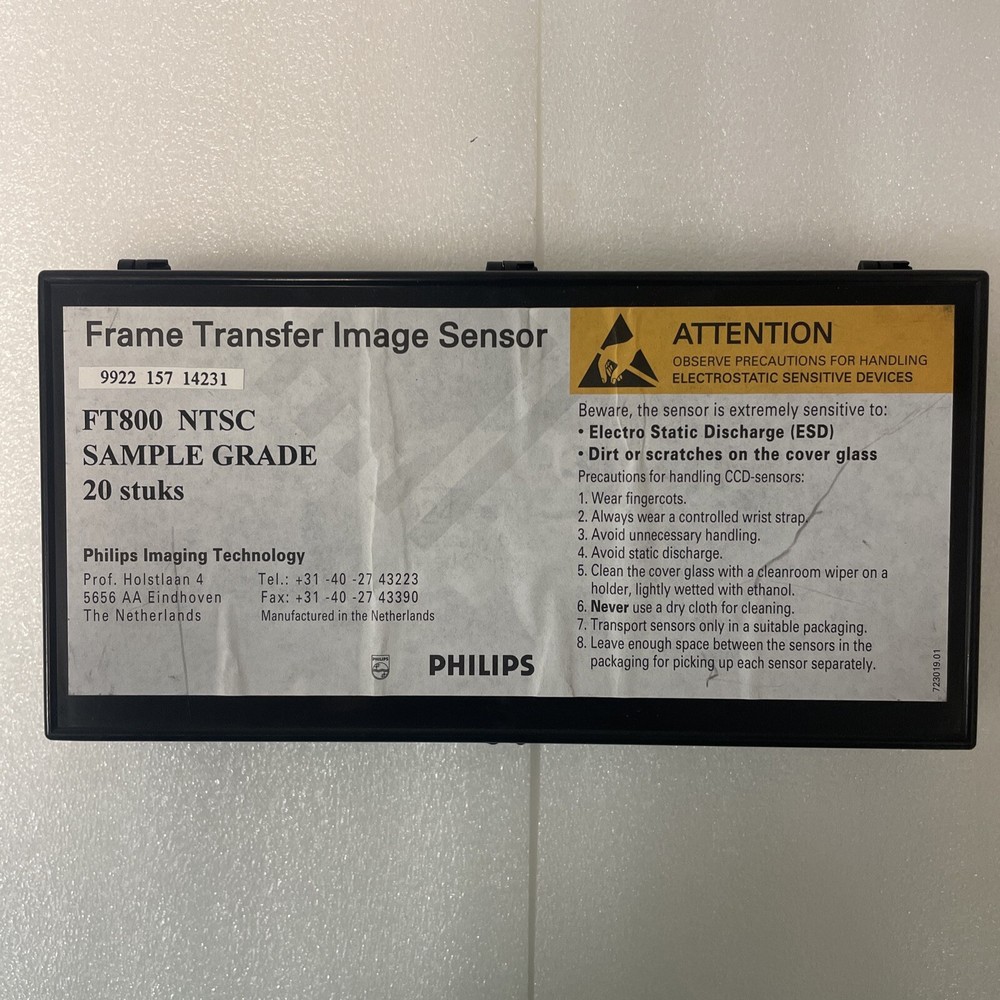 Frame Transfer Image Sensor
9922 157 14231
FT800 NTSC
SAMPLE GRADE
20 stuks
Philips Imaging Technology
Prof. Holstlaan 4
5656 AA Eindhoven
The Netherlands
Tel.: +31 -40 -27 43223
Fax: +31 -40 -27 43390
Manufactured in the Netherlands
PHILIPS
PHILIPS
ATTENTION
OBSERVE PRECAUTIONS FOR HANDLING
ELECTROSTATIC SENSITIVE DEVICES
Beware, the sensor is extremely sensitive to:
• Electro Static Discharge (ESD)
• Dirt or scratches on the cover glass
Precautions for handling CCD-sensors:
1. Wear fingercots.
2. Always wear a controlled wrist strap.
3. Avoid unnecessary handling.
4. Avoid static discharge.
5. Clean the cover glass with a cleanroom wiper on a
holder, lightly wetted with ethanol.
6. Never use a dry cloth for cleaning.
7. Transport sensors only in a suitable packaging.
8. Leave enough space between the sensors in the
packaging for picking up each sensor separately.
723019.01